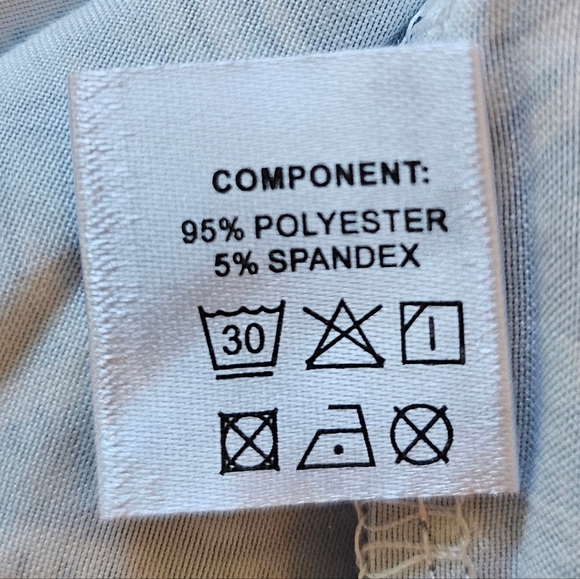 COMPONENT:
95% POLYESTER
5% SPANDEX
30